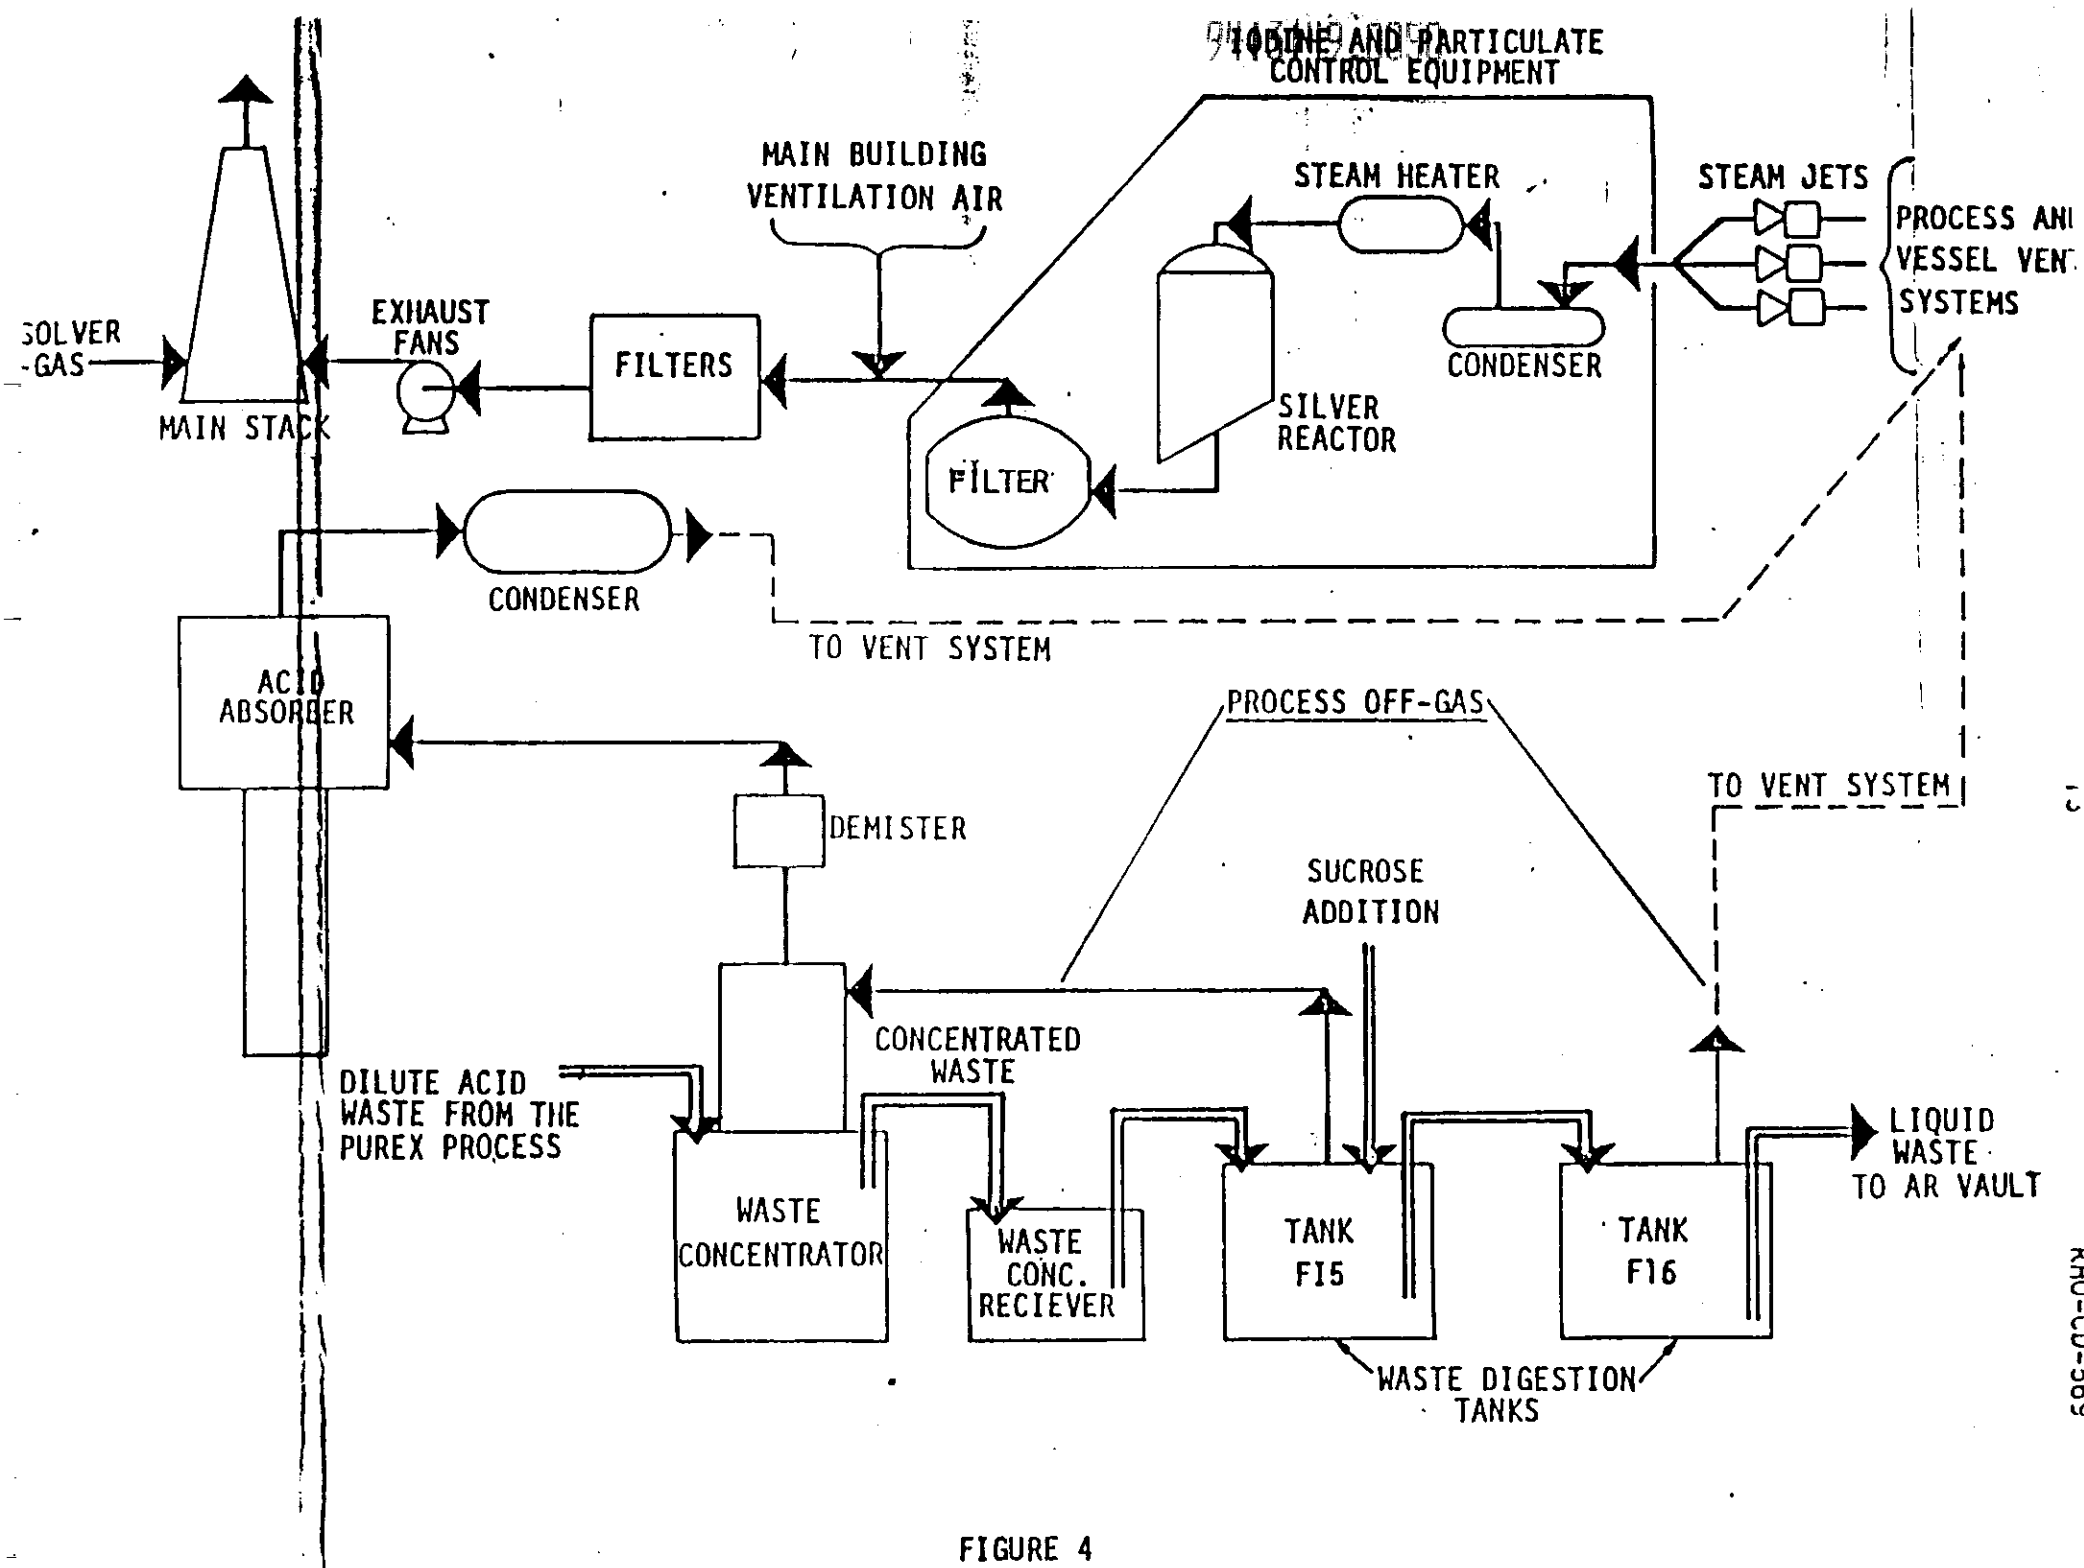 IODINE AND PARTICULATE
CONTROL EQUIPMENT
MAIN BUILDING
VENTILATION AIR
STEAM HEATER
STEAM JETS
PROCESS AN
VESSEL VENT
SYSTEMS
EXHAUST
FANS
SOLVER
-GAS
FILTERS
CONDENSER
MAIN STACK
SILVER
REACTOR
FILTER
CONDENSER
TO VENT SYSTEM
ACID
ABSORBER
PROCESS OFF-GAS
TO VENT SYSTEM
DEMISTER
SUCROSE
ADDITION
CONCENTRATED
WASTE
DILUTE ACID
WASTE FROM THE
PUREX PROCESS
LIQUID
WASTE
TO AR VAULT
WASTE
CONCENTRATOR
WASTE
CONC.
RECIEVER
TANK
F15
TANK
F16
WASTE DIGESTION
TANKS
FIGURE 4